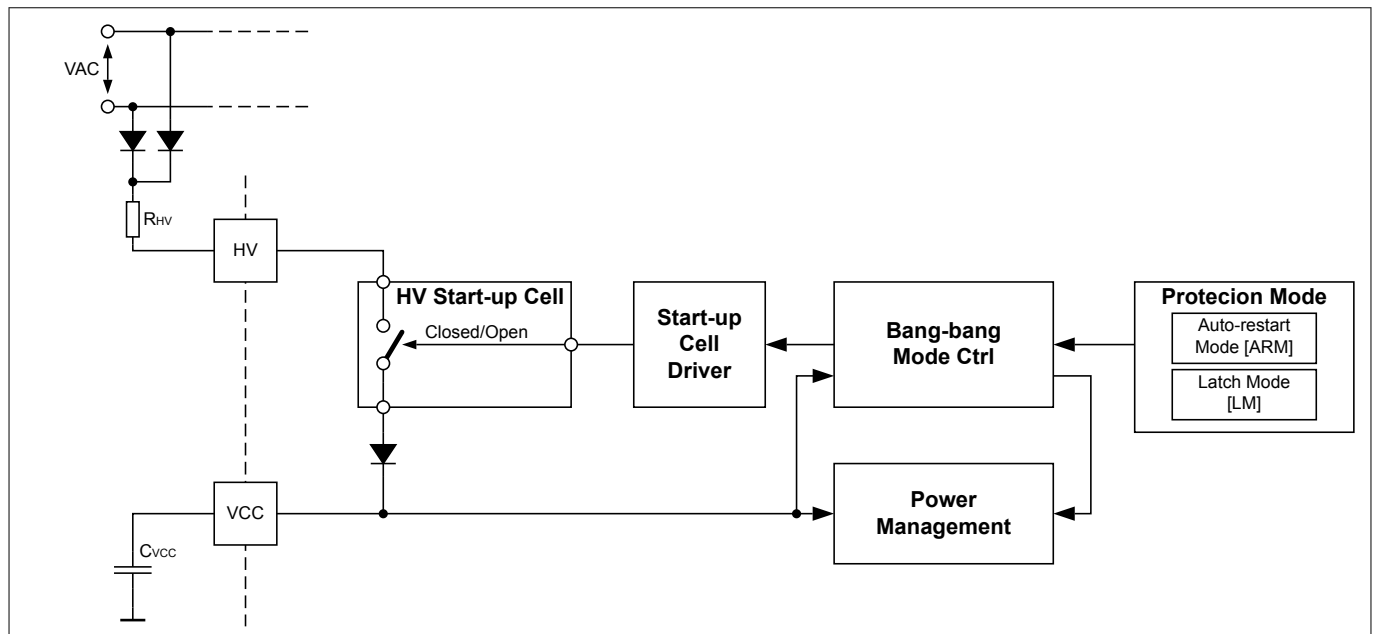 VAC
RHV
HV
HV Start-up Cell
Closed/Open
Start-up
Cell
Driver
Bang-bang
Mode Ctrl
Protecion Mode
Auto-restart
Mode [ARM]
Latch Mode
[LM]
VCC
CVCC
Power
Management